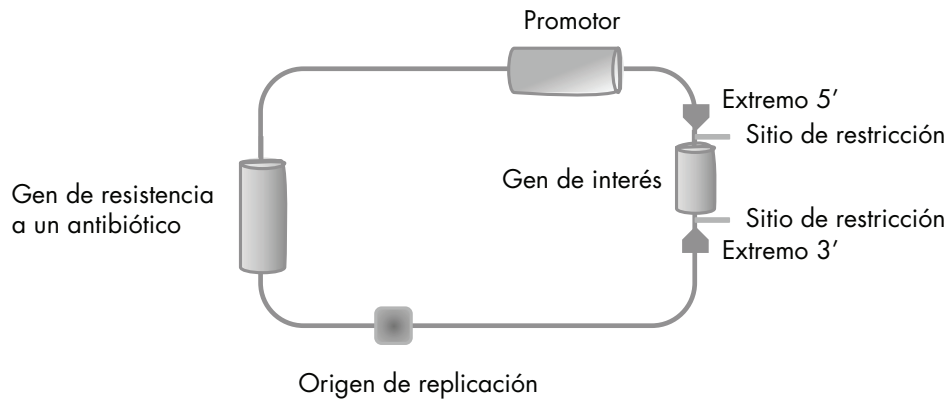 Promotor
Extremo 5’
Sitio de restricción
Gen de interés
Gen de resistencia
a un antibiótico
Sitio de restricción
Extremo 3’
Origen de replicación